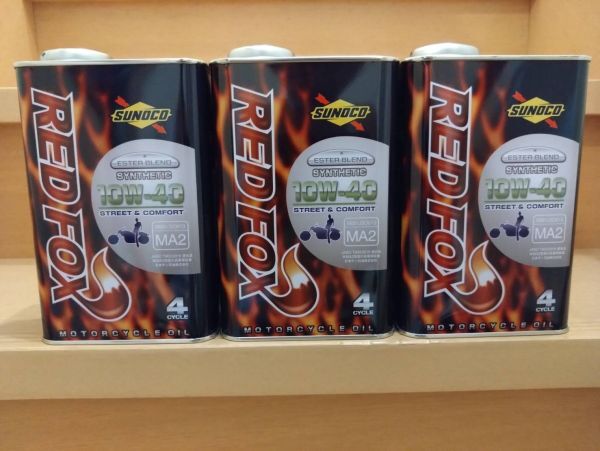 REDFOX
SUNOCO
ESTER BLEND
SYNTHETIC
10W-40
STREET & COMFORT
MA2
4
CYCLE
MOTORCYCLE OIL
REDFOX
SUNOCO
ESTER BLEND
SYNTHETIC
10W-40
STREET & COMFORT
MA2
4
CYCLE
MOTORCYCLE OIL
REDFOX
SUNOCO
ESTER BLEND
SYNTHETIC
10W-40
STREET & COMFORT
MA2
4
CYCLE
MOTORCYCLE OIL